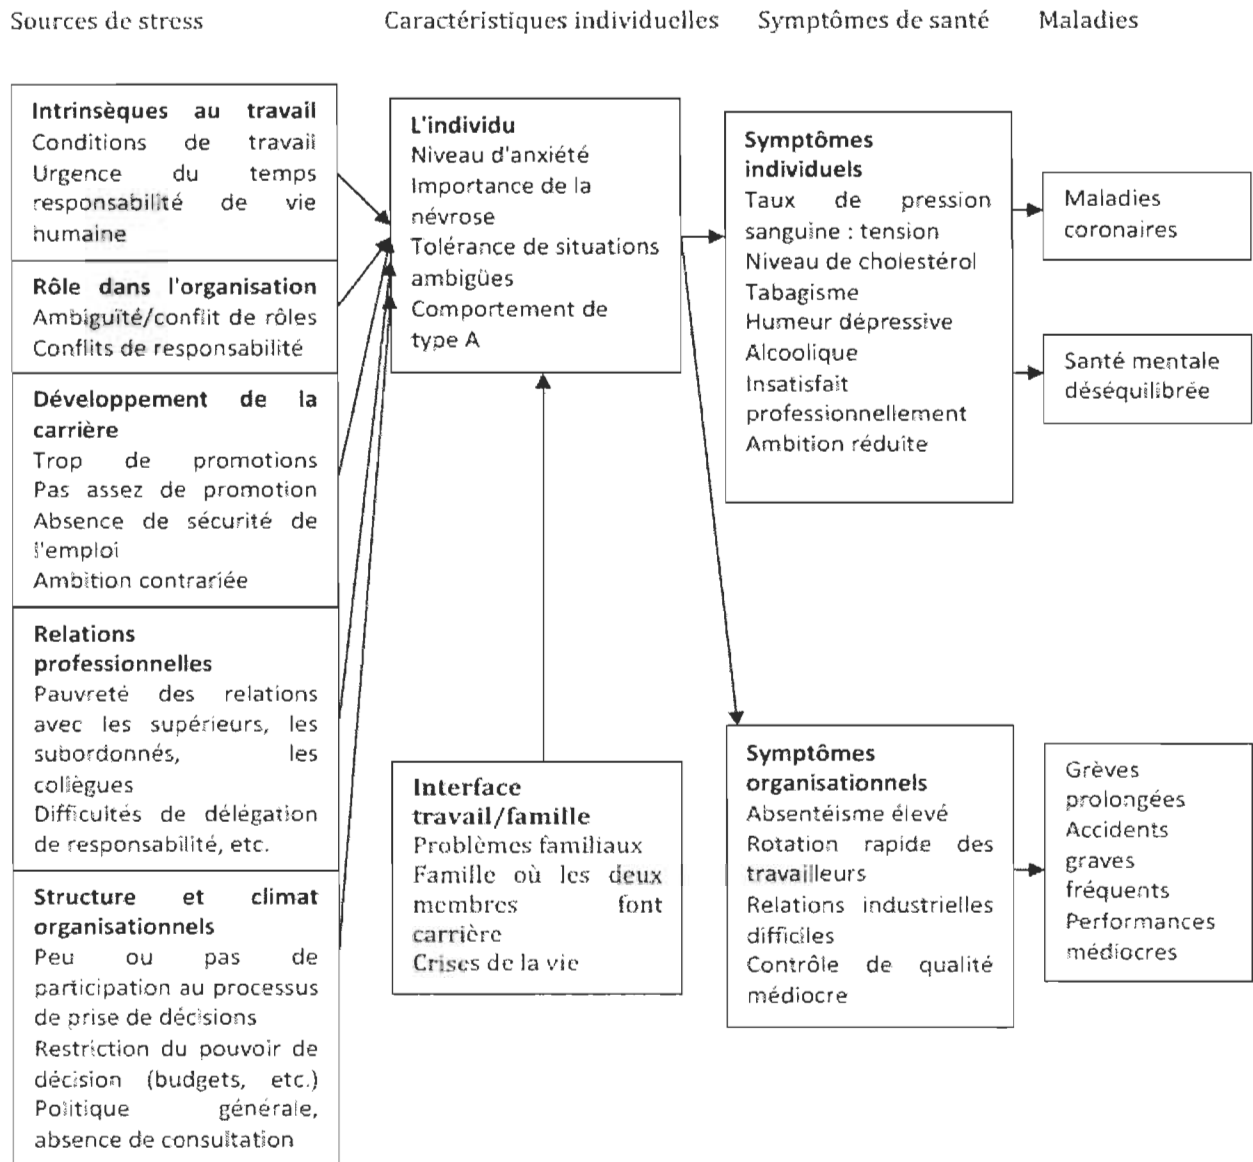 Sources de stress
Caractéristiques individuelles
Symptômes de santé
Maladies
Intrinsèques au travail
Conditions de travail
Urgence du temps
responsabilité de vie
humaine
Rôle dans l'organisation
Ambiguïté/conflit de rôles
Conflits de responsabilité
Développement de la
carrière
Trop de promotions
Pas assez de promotion
Absence de sécurité de
l'emploi
Ambition contrariée
Relations
professionnelles
Pauvreté des relations
avec les supérieurs, les
subordonnés, les
collègues
Difficultés de délégation
de responsabilité, etc.
Structure et climat
organisationnels
Peu ou pas de
participation au processus
de prise de décisions
Restriction du pouvoir de
décision (budgets, etc.)
Politique générale,
absence de consultation
L'individu
Niveau d'anxiété
Importance de la
névrose
Tolérance de situations
ambigües
Comportement de
type A
Interface
travail/famille
Problèmes familiaux
Famille où les deux
membres font
carrière
Crises de la vie
Symptômes
individuels
Taux de pression
sanguine : tension
Niveau de cholestérol
Tabagisme
Humeur dépressive
Alcoolique
Insatisfait
professionnellement
Ambition réduite
Symptômes
organisationnels
Absentéisme élevé
Rotation rapide des
travailleurs
Relations industrielles
difficiles
Contrôle de qualité
médiocre
Maladies
coronaires
Santé mentale
déséquilibrée
Grèves
prolongées
Accidents
graves
fréquents
Performances
médiocres